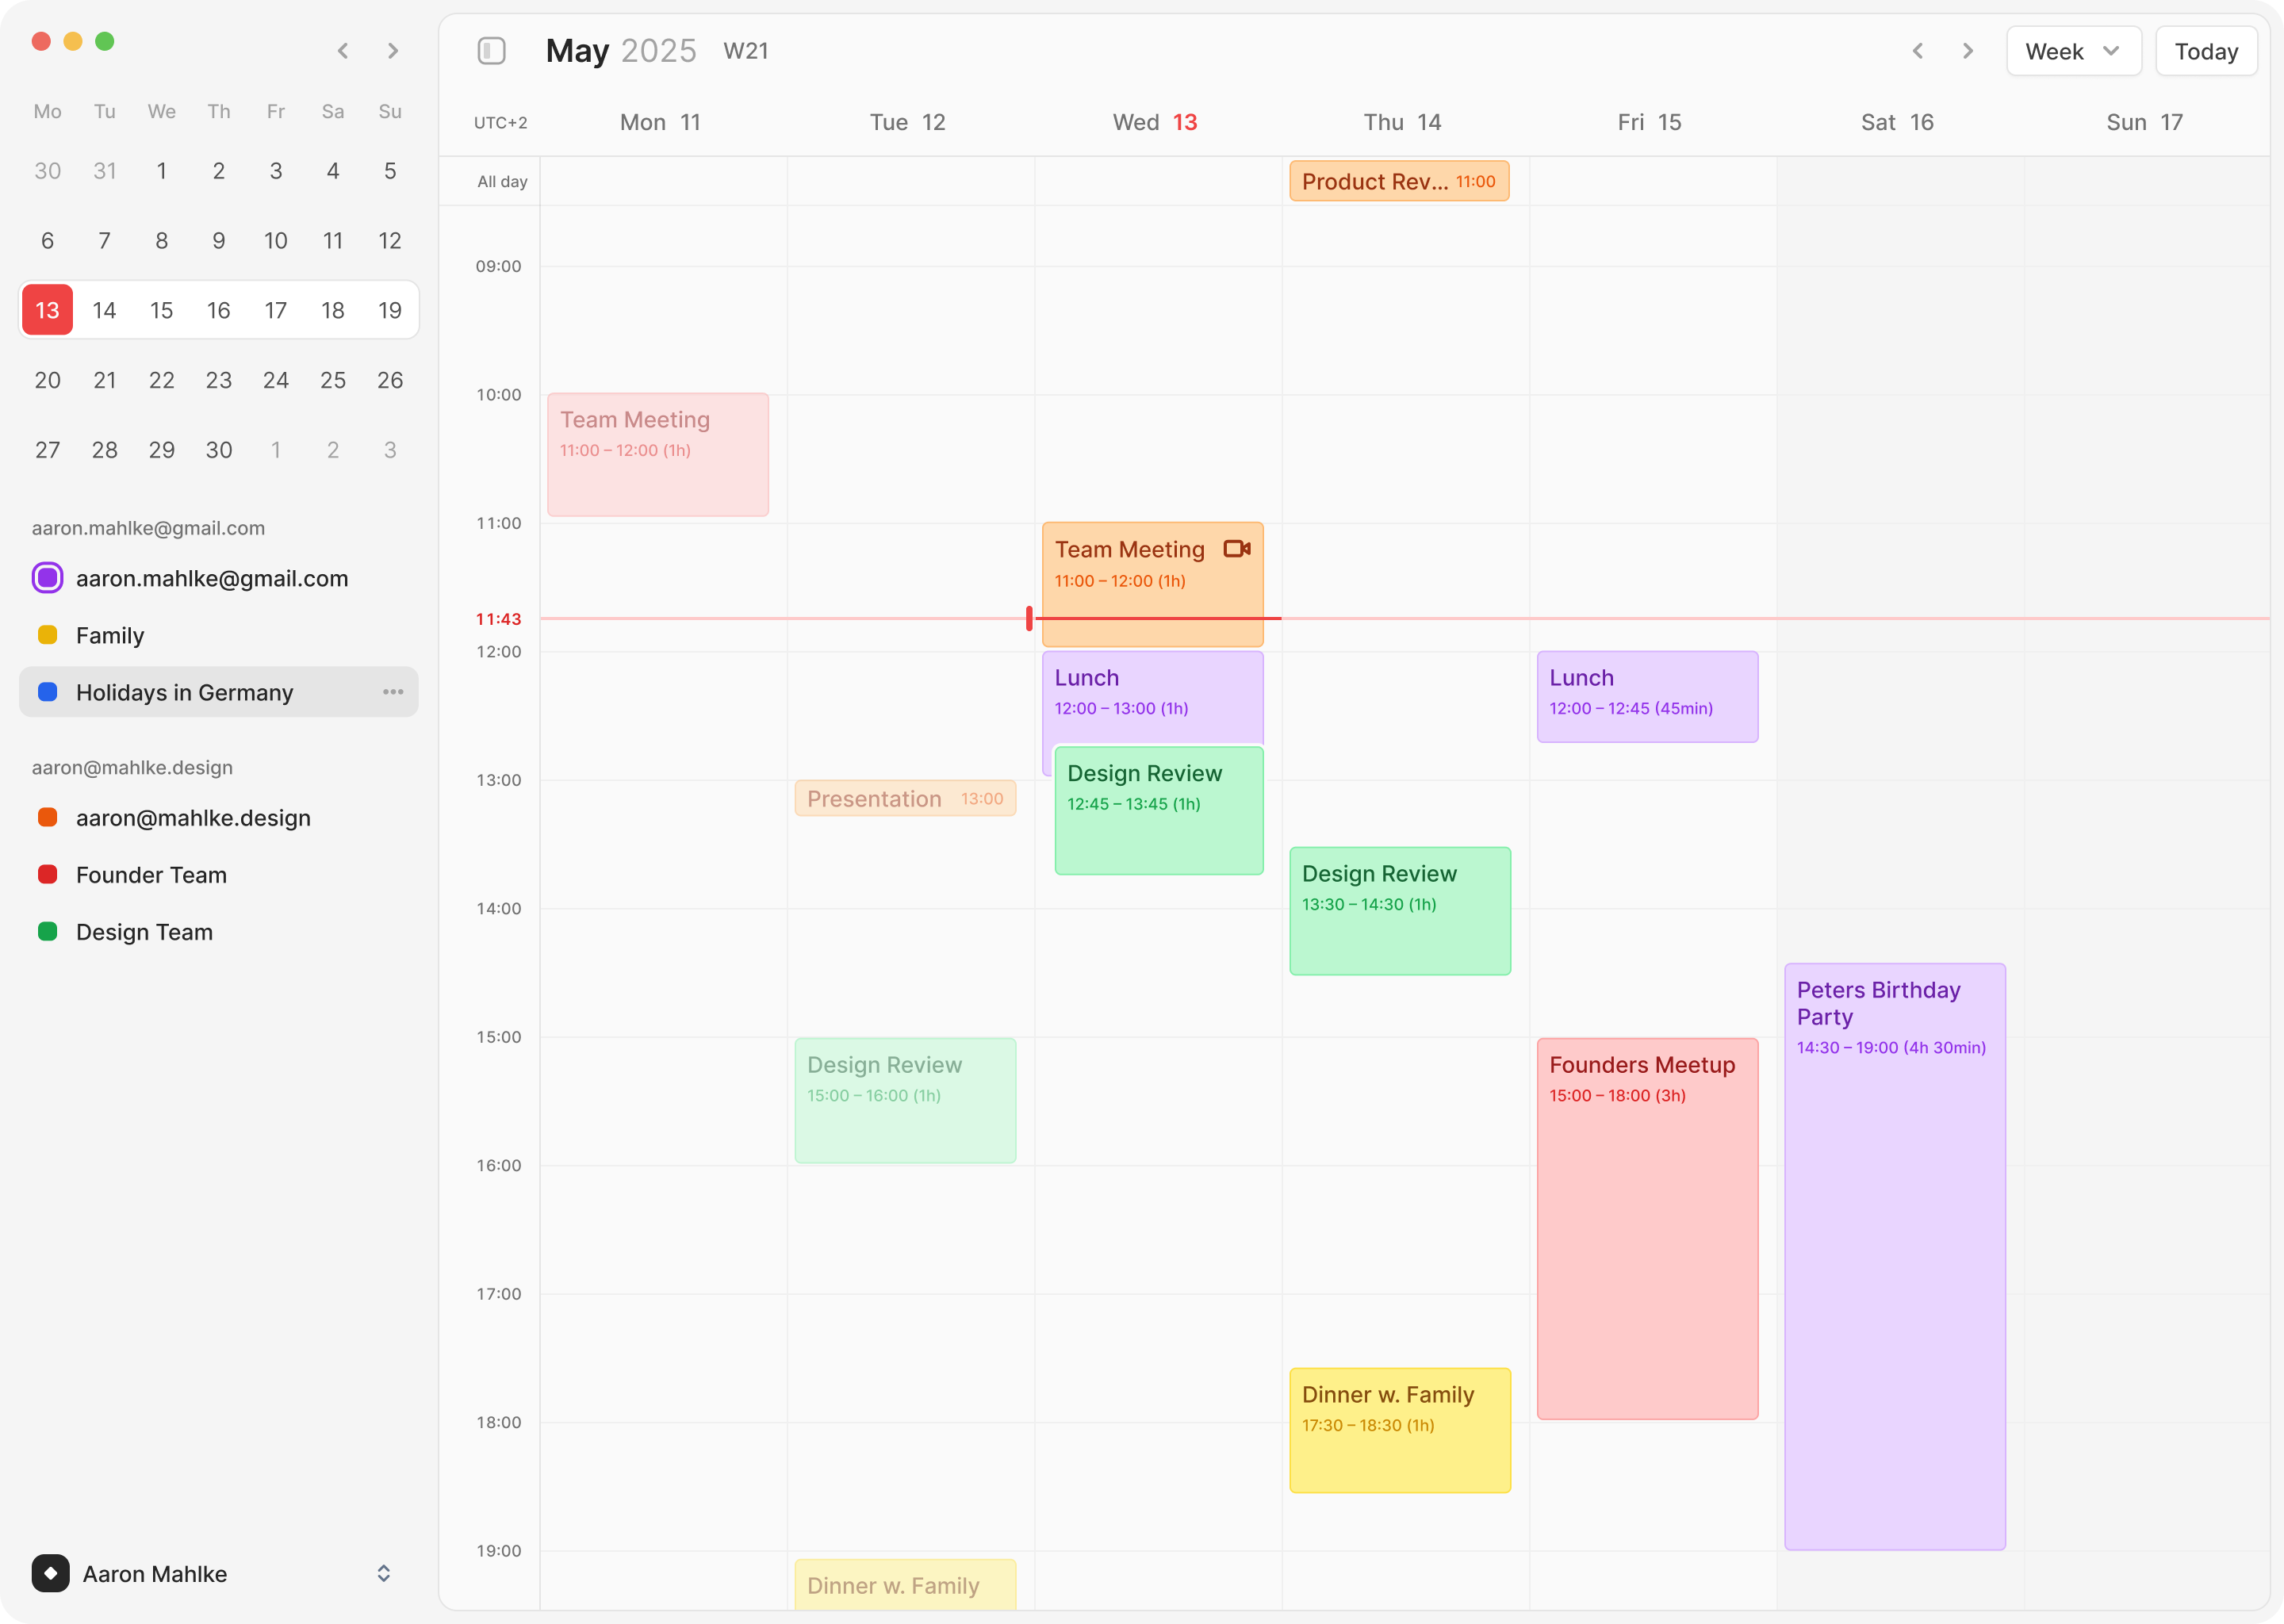 Mo Tu We Th Fr Sa Su
30 31 1 2 3 4 5
6 7 8 9 10 11 12
13 14 15 16 17 18 19
20 21 22 23 24 25 26
27 28 29 30 1 2 3
aaron.mahlke@gmail.com
aaron.mahlke@gmail.com
Family
Holidays in Germany
aaron@mahlke.design
aaron@mahlke.design
Founder Team
Design Team
Aaron Mahlke
May 2025 W21
Week
Today
UTC+2
Mon 11
Tue 12
Wed 13
Thu 14
Fri 15
Sat 16
Sun 17
All day
Product Rev... 11:00
09:00
10:00
11:00
11:43
12:00
13:00
14:00
15:00
16:00
17:00
18:00
19:00
Team Meeting
11:00 – 12:00 (1h)
Presentation 13:00
Design Review
15:00 – 16:00 (1h)
Dinner w. Family
Team Meeting
11:00 – 12:00 (1h)
Lunch
12:00 – 13:00 (1h)
Design Review
12:45 – 13:45 (1h)
Design Review
13:30 – 14:30 (1h)
Dinner w. Family
17:30 – 18:30 (1h)
Lunch
12:00 – 12:45 (45min)
Founders Meetup
15:00 – 18:00 (3h)
Peters Birthday
Party
14:30 – 19:00 (4h 30min)